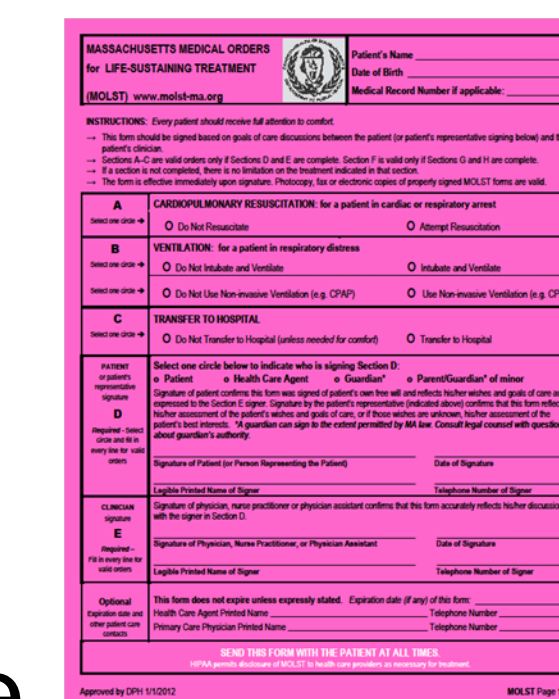 MASSACHUSETTS MEDICAL ORDERS
for LIFE-SUSTAINING TREATMENT
(MOLST) www.molst-ma.org
Patient's Name
Date of Birth
Medical Record Number if applicable:
INSTRUCTIONS: Every patient should receive full attention to comfort.
→ This form should be signed based on goals of care discussions between the patient (or patient's representative signing below) and
patient's clinician.
→ Sections A–C are valid orders only if Sections D and E are complete. Section F is valid only if Sections G and H are complete.
→ If a section is not completed, there is no limitation on the treatment indicated in that section.
→ The form is effective immediately upon signature. Photocopy, fax or electronic copies of properly signed MOLST forms are valid.
A
Select one circle →
CARDIOPULMONARY RESUSCITATION: for a patient in cardiac or respiratory arrest
O Do Not Resuscitate O Attempt Resuscitation
B
Select one circle →
VENTILATION: for a patient in respiratory distress
O Do Not Intubate and Ventilate O Intubate and Ventilate
Select one circle →
O Do Not Use Non-invasive Ventilation (e.g. CPAP) O Use Non-invasive Ventilation (e.g. CP
C
Select one circle →
TRANSFER TO HOSPITAL
O Do Not Transfer to Hospital (unless needed for comfort) O Transfer to Hospital
PATIENT
or patient's
representative
signature
D
Required - Select
circle and fill in
every line for valid
orders
Select one circle below to indicate who is signing Section D:
o Patient o Health Care Agent o Guardian* o Parent/Guardian* of minor
Signature of patient confirms this form was signed of patient's own free will and reflects his/her wishes and goals of care as
expressed to the Section E signer. Signature by the patient's representative (indicated above) confirms that this form reflec
his/her assessment of the patient's wishes and goals of care, or if those wishes are unknown, his/her assessment of the
patient's best interests. *A guardian can sign to the extent permitted by MA law. Consult legal counsel with question
about guardian's authority.
Signature of Patient (or Person Representing the Patient) Date of Signature
Legible Printed Name of Signer Telephone Number of Signer
CLINICIAN
signature
E
Required –
Fill in every line for
valid orders
Signature of physician, nurse practitioner or physician assistant confirms that this form accurately reflects his/her discussio
with the signer in Section D.
Signature of Physician, Nurse Practitioner, or Physician Assistant Date of Signature
Legible Printed Name of Signer Telephone Number of Signer
Optional
Expiration date and
other patient care
contacts
This form does not expire unless expressly stated. Expiration date (if any) of this form:
Health Care Agent Printed Name Telephone Number
Primary Care Physician Printed Name Telephone Number
SEND THIS FORM WITH THE PATIENT AT ALL TIMES.
HIPAA permits disclosure of MOLST to health care providers as necessary for treatment.
Approved by DPH 1/1/2012 MOLST Page